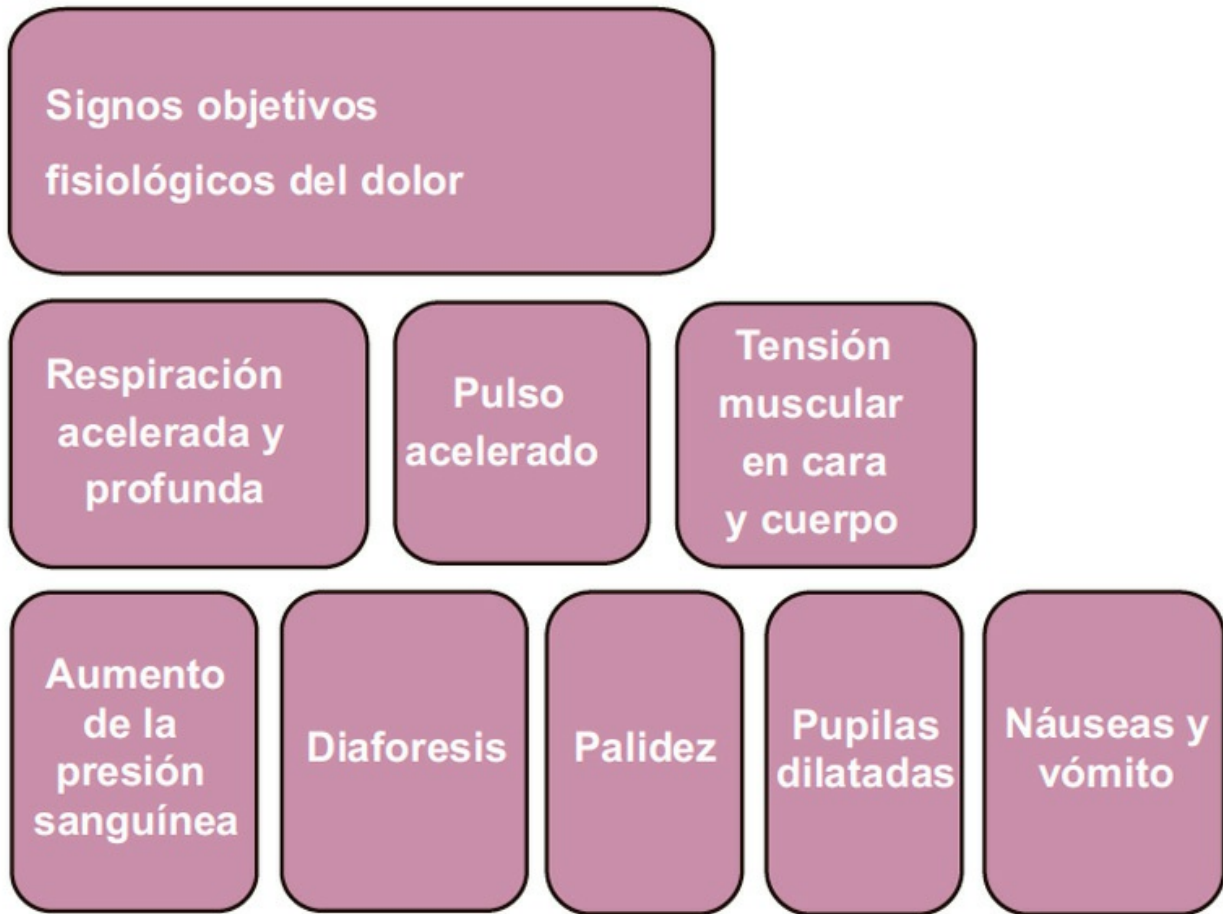 Signos objetivos
fisiológicos del dolor
Respiración
acelerada y
profunda
Pulso
acelerado
Tensión
muscular
en cara
y cuerpo
Aumento
de la
presión
sanguínea
Diaforesis
Palidez
Pupilas
dilatadas
Náuseas y
vómito